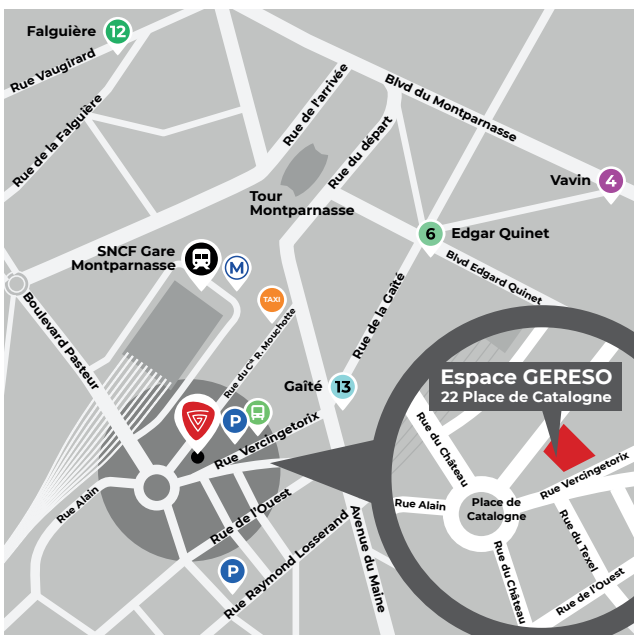 Falguière 12
Rue Vaugirard
Rue de la Falguière
Rue de l'arrivée
Rue du départ
Blvd du Montparnasse
Vavin 4
Tour
Montparnasse
6 Edgar Quinet
Blvd Edgard Quinet
SNCF Gare
Montparnasse
M
TAXI
Boulevard Pasteur
Rue du Cdt R. Mouchotte
Rue de la Gaîté
Gaîté 13
P
Rue Vercingetorix
Rue Alain
Rue de l'Ouest
P
Rue Raymond Losserand
Avenue du Maine
Espace GERESO
22 Place de Catalogne
Rue du Château
Rue Vercingetorix
Rue Alain
Place de
Catalogne
Rue du Texel
Rue du Château
Rue de l'Ouest